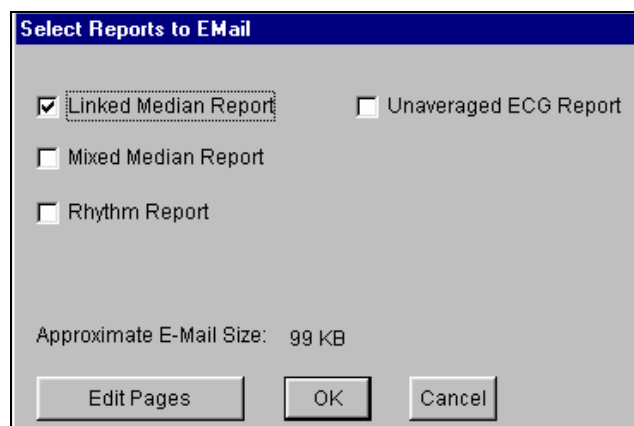 Select Reports to EMail
Linked Median Report
Unaveraged ECG Report
Mixed Median Report
Rhythm Report
Approximate E-Mail Size: 99 KB
Edit Pages
OK
Cancel